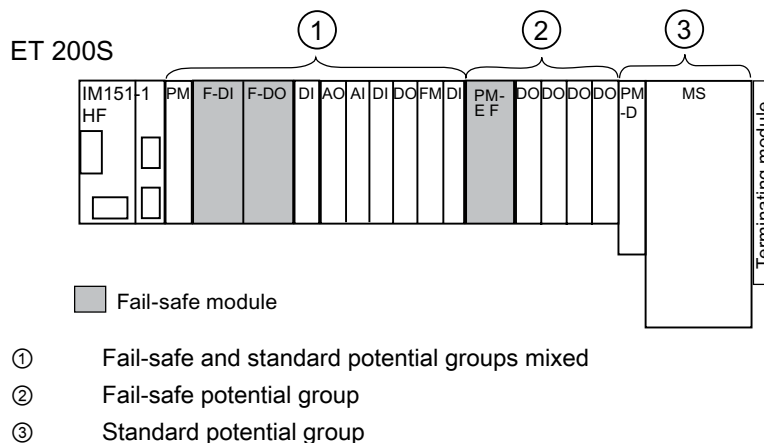 ① ② ③
ET 200S
IM151-1 HF PM F-DI F-DO DI AO AI DI DO FM DI PM-E F DO DO DO DO PM-D MS Terminating module
Fail-safe module
① Fail-safe and standard potential groups mixed
② Fail-safe potential group
③ Standard potential group